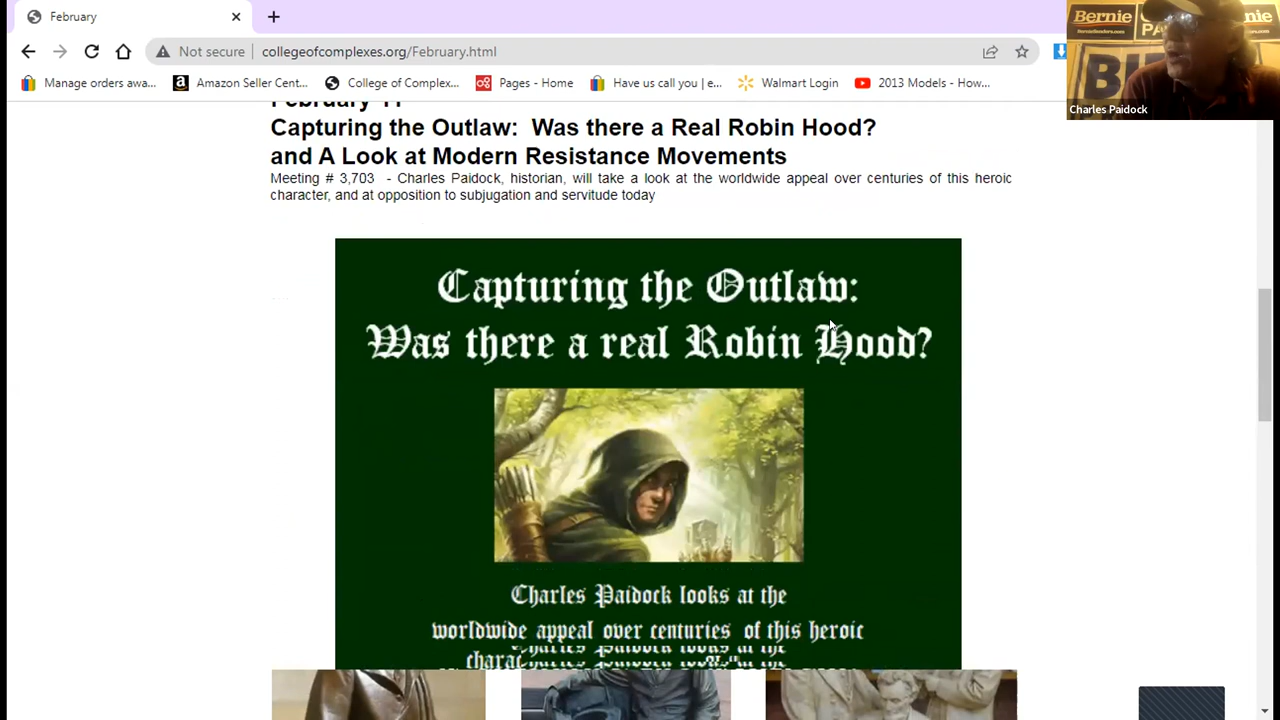 February
Not secure collegeofcomplexes.org/February.html
Manage orders awa... Amazon Seller Cent... College of Complex... Pages - Home Have us call you | e... Walmart Login 2013 Models - How...
Bernie
Charles Paidock
February 11
Capturing the Outlaw: Was there a Real Robin Hood?
and A Look at Modern Resistance Movements
Meeting # 3,703 - Charles Paidock, historian, will take a look at the worldwide appeal over centuries of this heroic
character, and at opposition to subjugation and servitude today
Capturing the Outlaw:
Was there a real Robin Hood?
Charles Paidock looks at the
worldwide appeal over centuries of this heroic